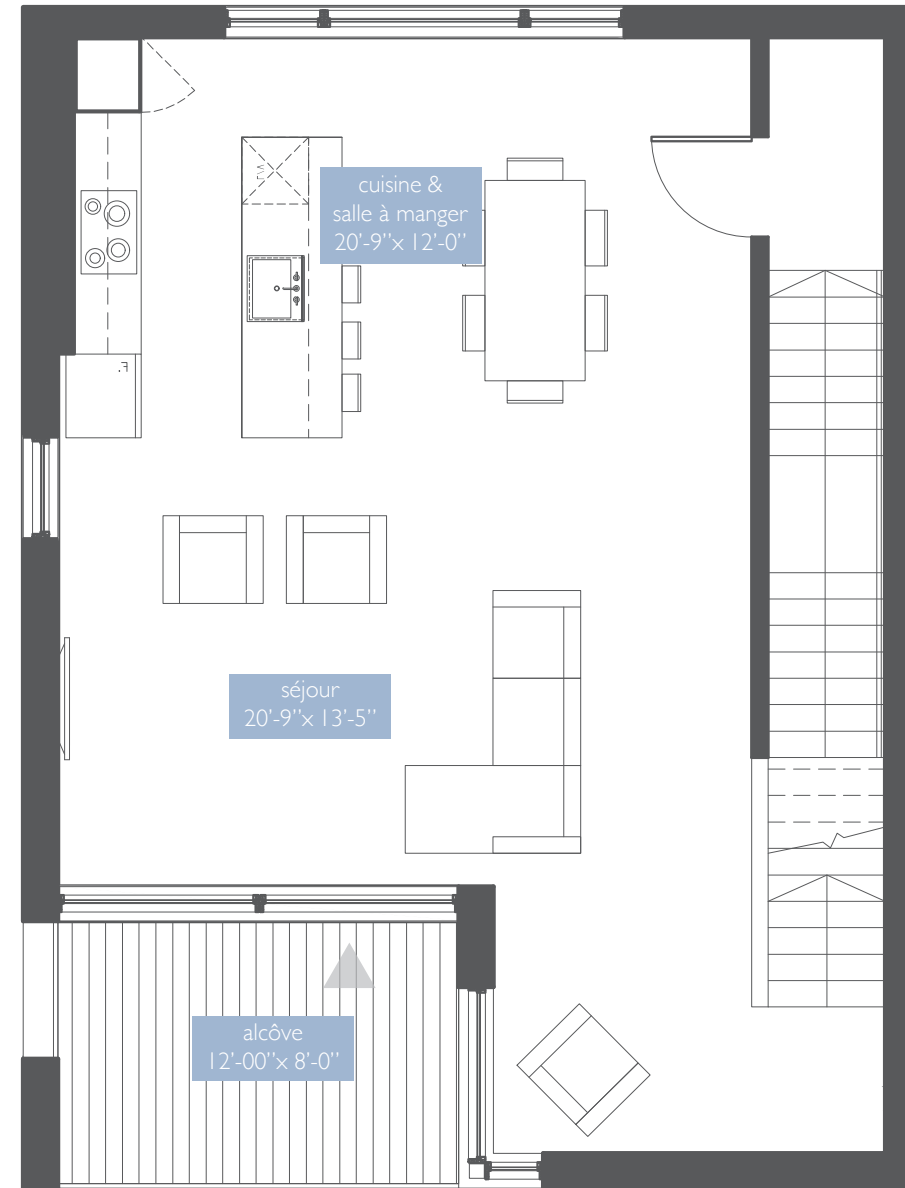 cuisine &
salle à manger
20'-9''x 12'-0''
F.
séjour
20'-9''x 13'-5''
alcôve
12'-00''x 8'-0''